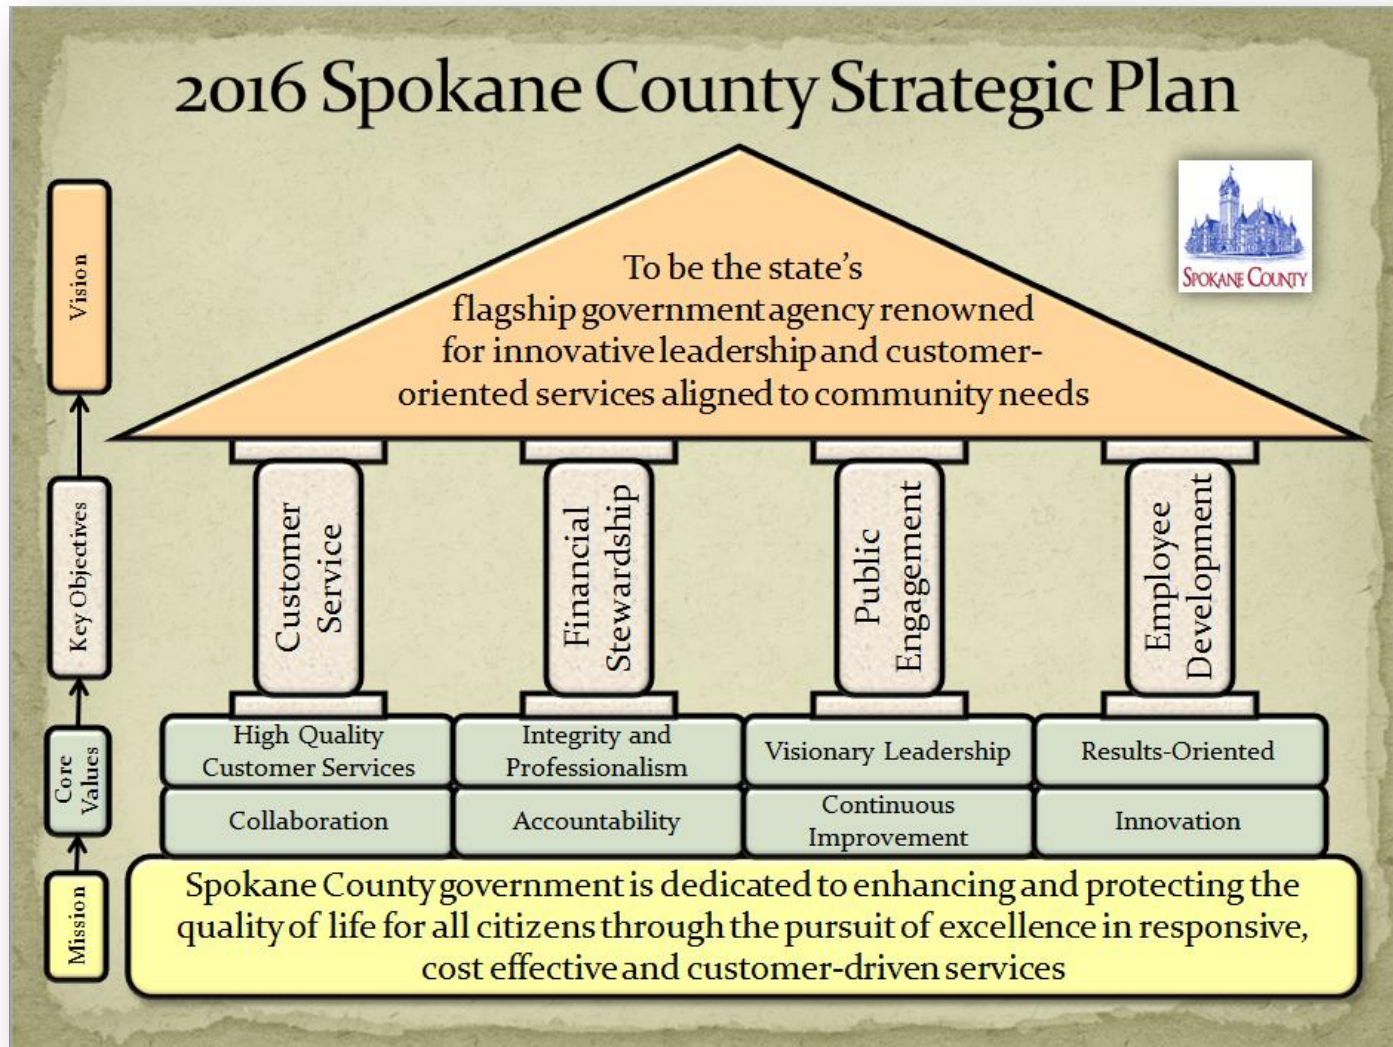 2016 Spokane County Strategic Plan
SPOKANE COUNTY
Vision
To be the state's
flagship government agency renowned
for innovative leadership and customer-
oriented services aligned to community needs
Key Objectives
Customer
Service
Financial
Stewardship
Public
Engagement
Employee
Development
Core
Values
High Quality
Customer Services
Integrity and
Professionalism
Visionary Leadership
Results-Oriented
Collaboration
Accountability
Continuous
Improvement
Innovation
Mission
Spokane County government is dedicated to enhancing and protecting the
quality of life for all citizens through the pursuit of excellence in responsive,
cost effective and customer-driven services